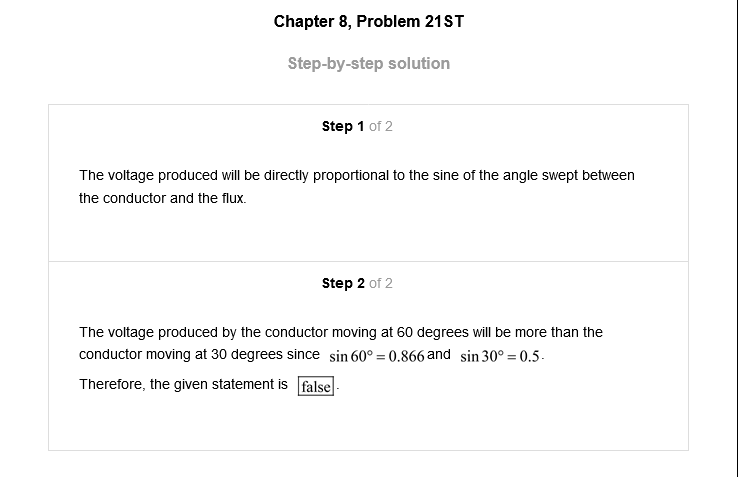 Chapter 8, Problem 21ST
Step-by-step solution
Step 1 of 2
The voltage produced will be directly proportional to the sine of the angle swept between
the conductor and the flux.
Step 2 of 2
The voltage produced by the conductor moving at 60 degrees will be more than the
conductor moving at 30 degrees since sin 60° = 0.866 and sin 30° = 0.5.
Therefore, the given statement is false.